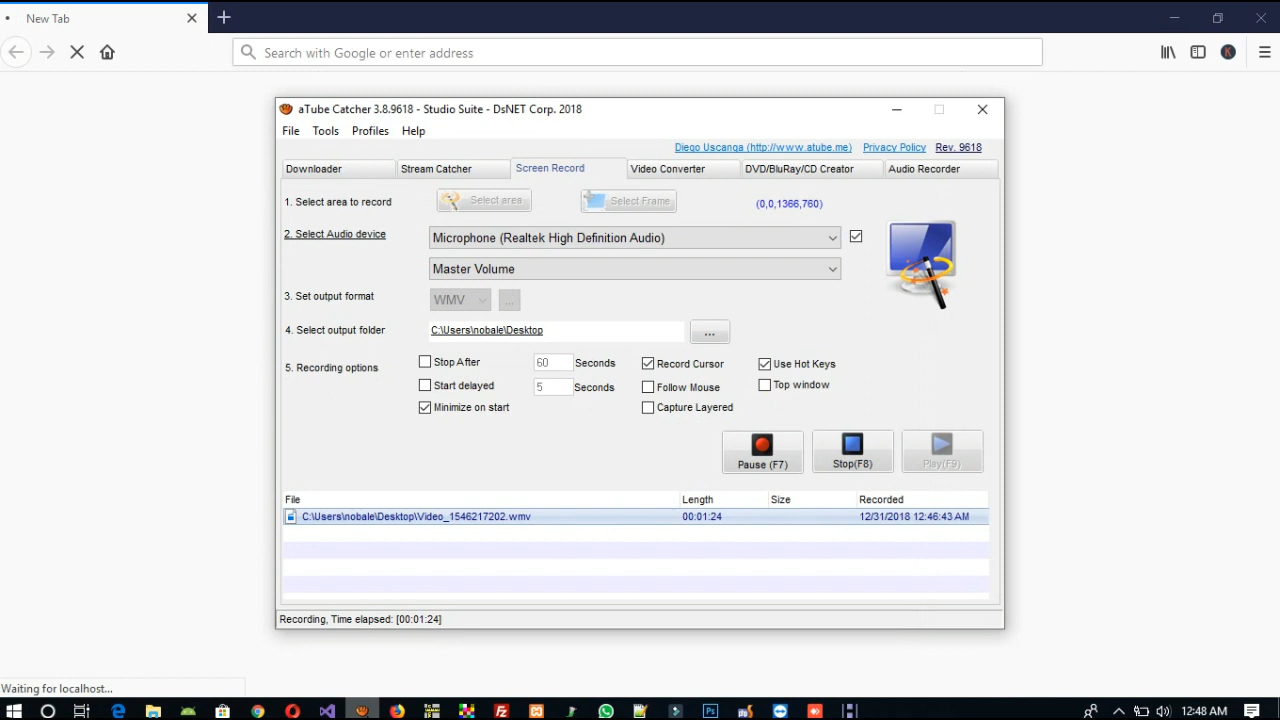 New Tab
Search with Google or enter address
K
aTube Catcher 3.8.9618 - Studio Suite - DsNET Corp. 2018
File Tools Profiles Help
Diego Uscanga (http://www.atube.me) Privacy Policy Rev. 9618
Downloader Stream Catcher Screen Record Video Converter DVD/BluRay/CD Creator Audio Recorder
1. Select area to record Select area Select Frame (0,0,1366,760)
2. Select Audio device Microphone (Realtek High Definition Audio)
Master Volume
3. Set output format WMV ...
4. Select output folder C:\Users\nobale\Desktop ...
5. Recording options Stop After 60 Seconds Record Cursor Use Hot Keys
Start delayed 5 Seconds Follow Mouse Top window
Minimize on start Capture Layered
Pause (F7) Stop(F8) Play(F9)
File Length Size Recorded
C:\Users\nobale\Desktop\Video_1546217202.wmv 00:01:24 12/31/2018 12:46:43 AM
Recording, Time elapsed: [00:01:24]
Waiting for localhost...
Ps
12:48 AM